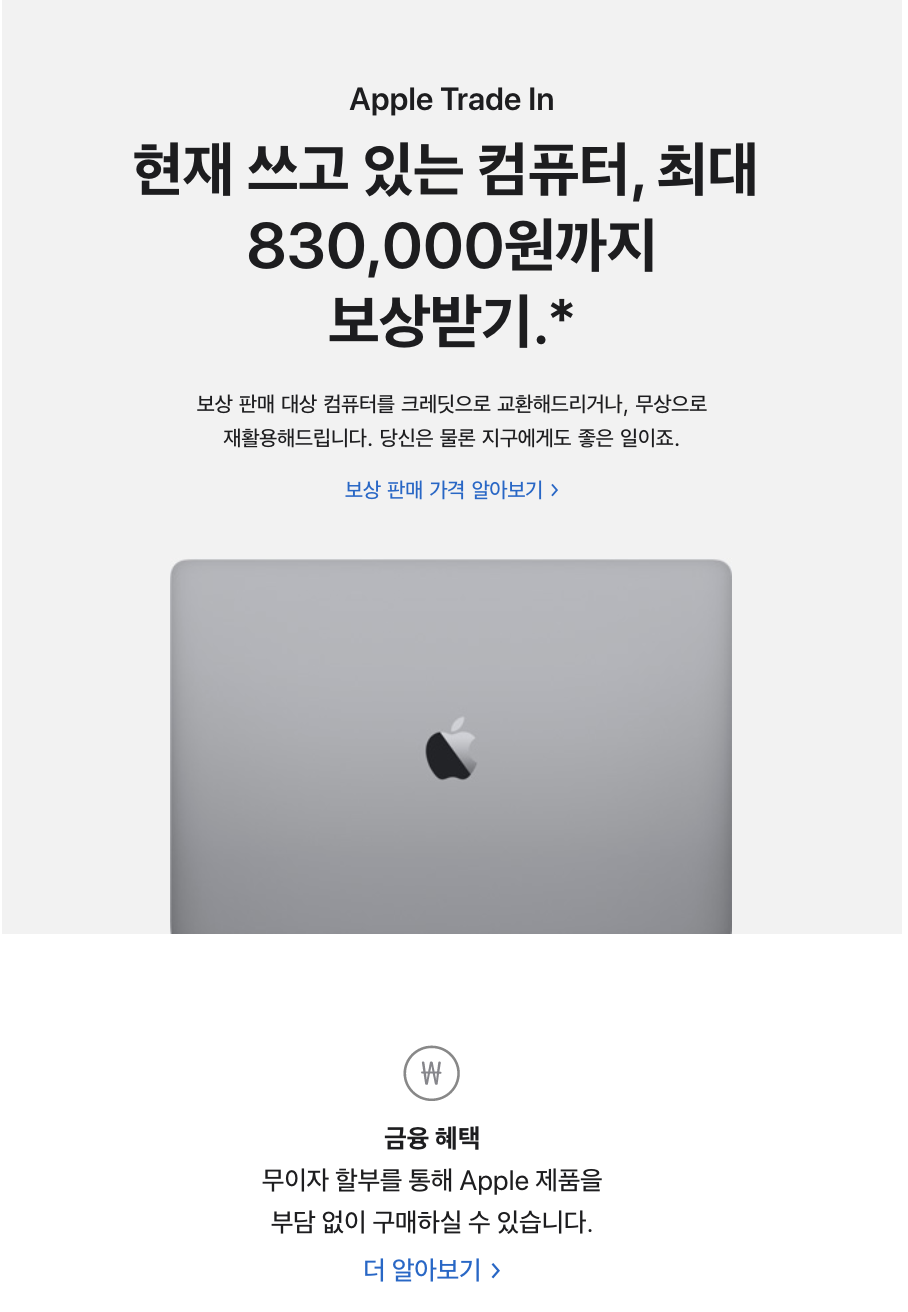 Apple Trade In
현재 쓰고 있는 컴퓨터, 최대
830,000원까지
보상받기.*
보상 판매 대상 컴퓨터를 크레딧으로 교환해드리거나, 무상으로
재활용해드립니다. 당신은 물론 지구에게도 좋은 일이죠.
보상 판매 가격 알아보기 >
₩
금융 혜택
무이자 할부를 통해 Apple 제품을
부담 없이 구매하실 수 있습니다.
더 알아보기 >